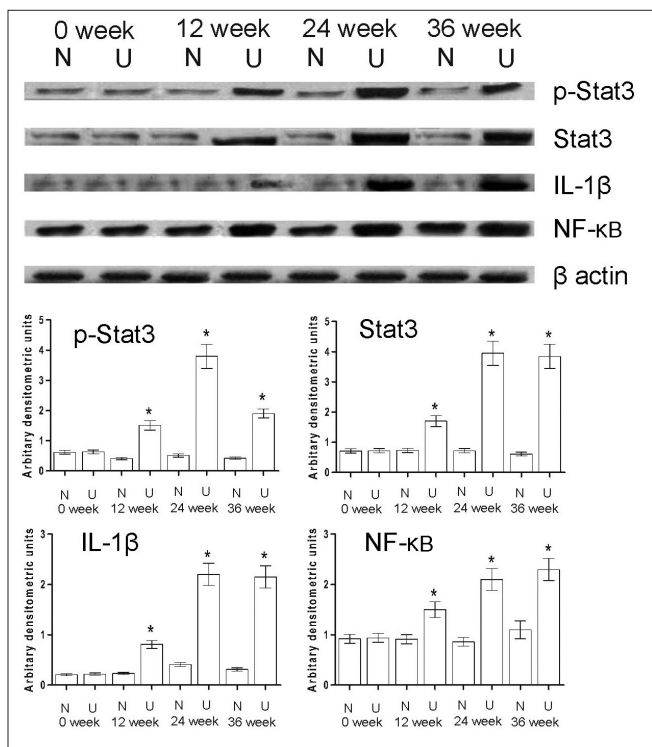 0 week 12 week 24 week 36 week
N U N U N U N U
p-Stat3
Stat3
IL-1β
NF-κB
β actin
p-Stat3
Arbitary densitometric units
5
4
3
2
1
0
* * *
N U N U N U N U
0 week 12 week 24 week 36 week
Stat3
Arbitary densitometric units
5
4
3
2
1
0
* * *
N U N U N U N U
0 week 12 week 24 week 36 week
IL-1β
Arbitary densitometric units
3
2
1
0
* * *
N U N U N U N U
0 week 12 week 24 week 36 week
NF-κB
Arbitary densitometric units
3
2
1
0
* * *
N U N U N U N U
0 week 12 week 24 week 36 week